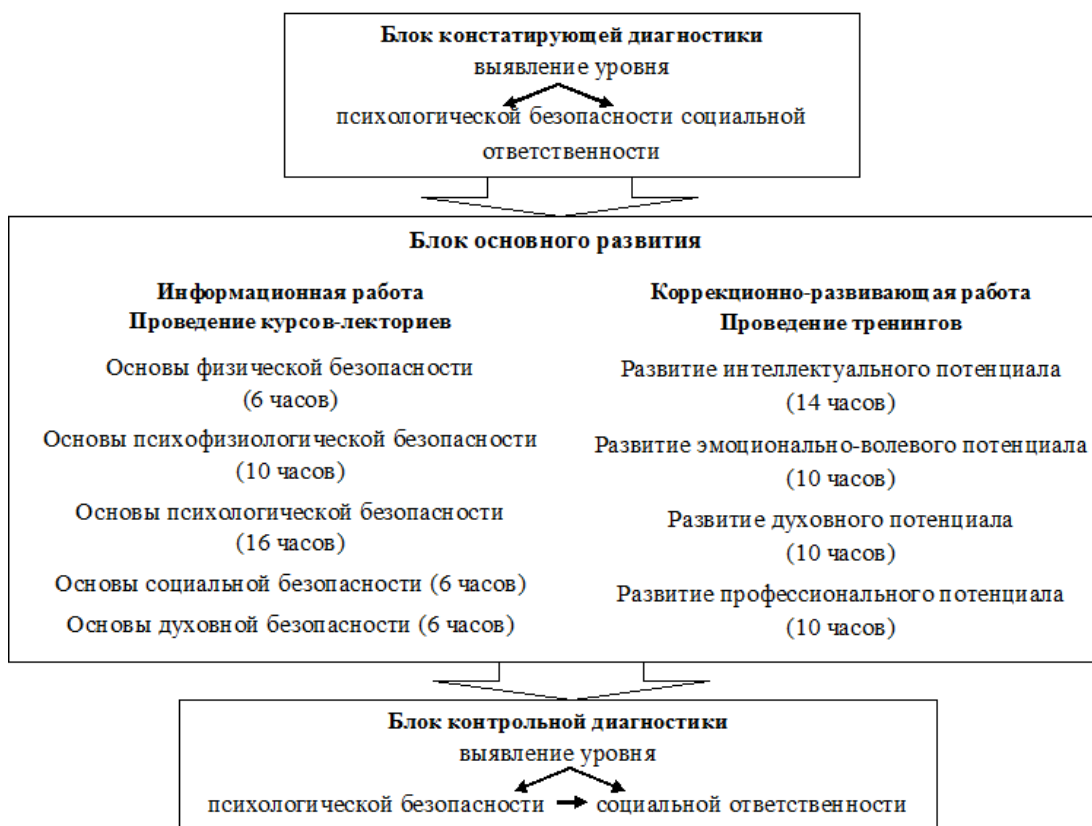 Блок констатирующей диагностики
выявление уровня
психологической безопасности социальной
ответственности
Блок основного развития
Информационная работа
Проведение курсов-лекториев
Основы физической безопасности
(6 часов)
Основы психофизиологической безопасности
(10 часов)
Основы психологической безопасности
(16 часов)
Основы социальной безопасности (6 часов)
Основы духовной безопасности (6 часов)
Коррекционно-развивающая работа
Проведение тренингов
Развитие интеллектуального потенциала
(14 часов)
Развитие эмоционально-волевого потенциала
(10 часов)
Развитие духовного потенциала
(10 часов)
Развитие профессионального потенциала
(10 часов)
Блок контрольной диагностики
выявление уровня
психологической безопасности социальной ответственности